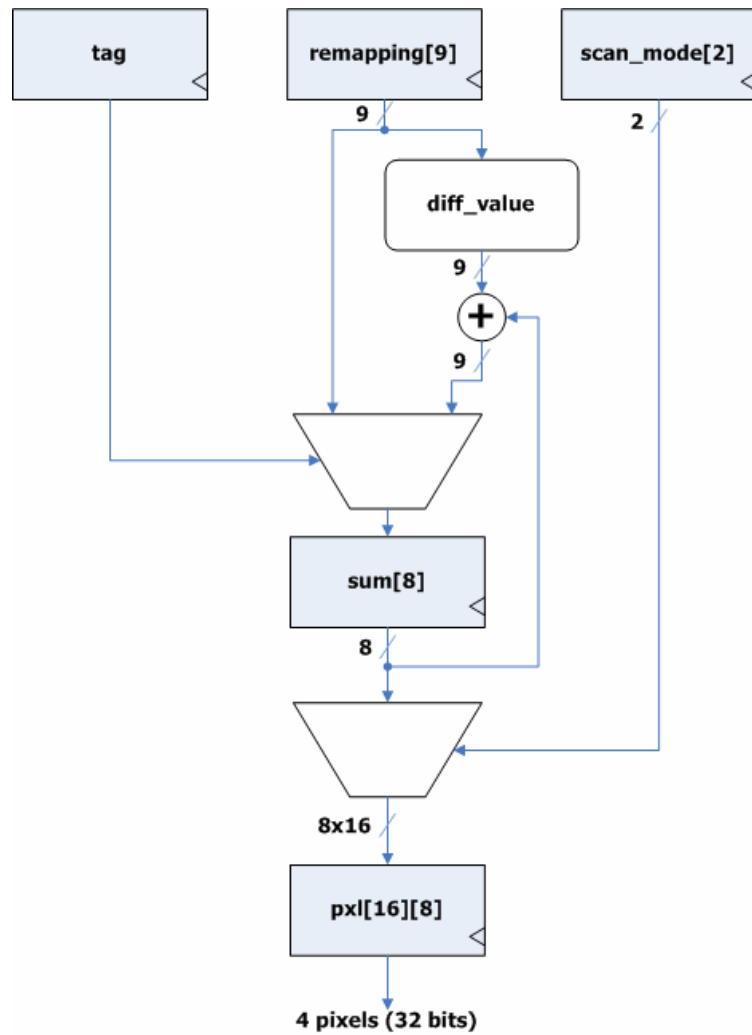 tag
remapping[9]
scan_mode[2]
9
2
diff_value
9
+
9
sum[8]
8
8x16
pxl[16][8]
4 pixels (32 bits)